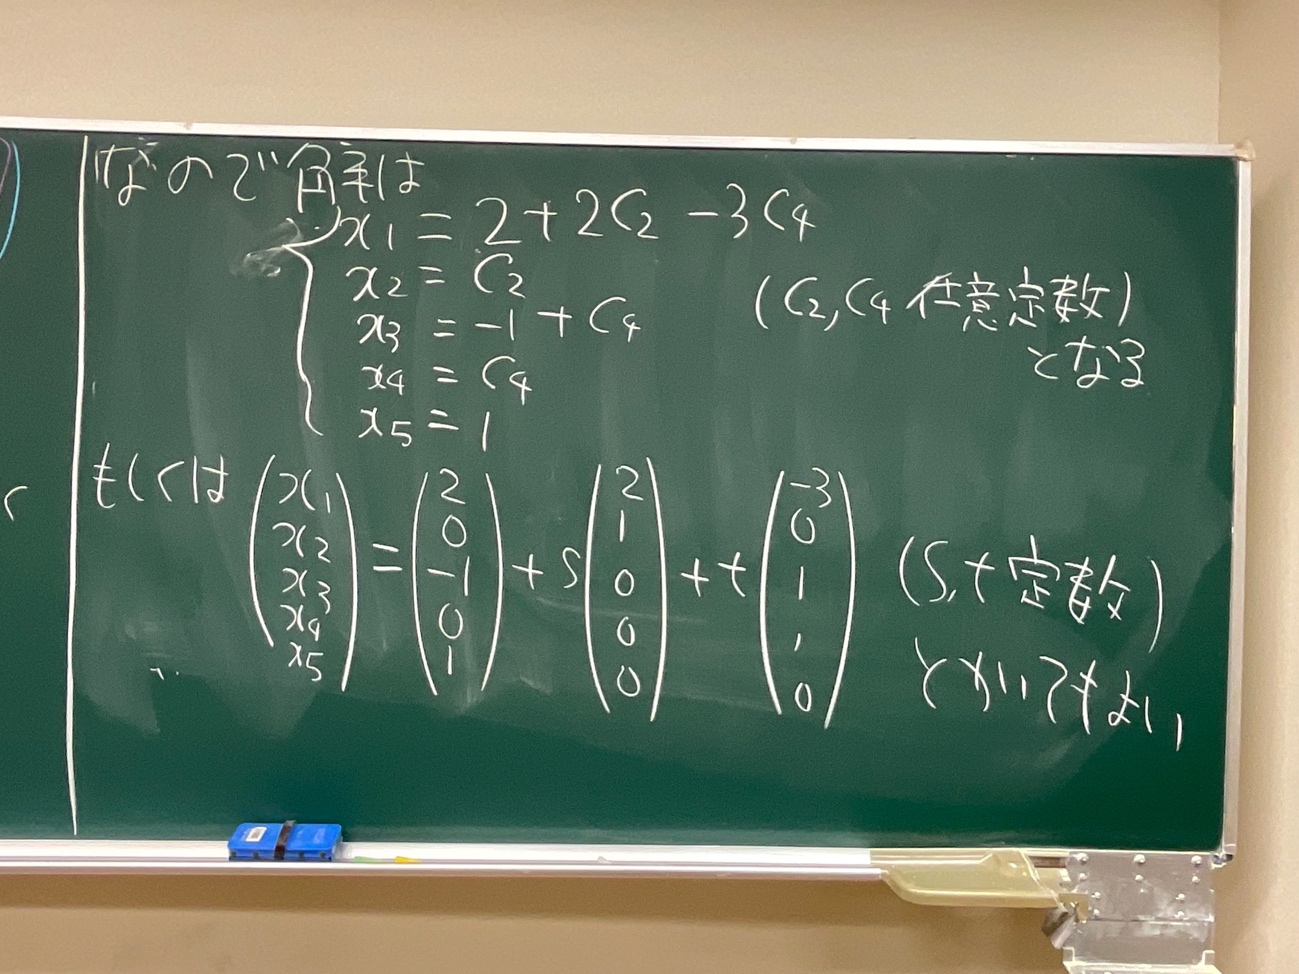 なので解は
x₁ = 2 + 2C₂ - 3C₄
x₂ = C₂
x₃ = -1 + C₄
x₄ = C₄
x₅ = 1
(C₂, C₄ 任意定数)
となる
もしくは (x₁ x₂ x₃ x₄ x₅) = (2 0 -1 0 1) + s (2 1 0 0 0) + t (-3 0 1 1 0) (s, t 定数)
とかいてもよい